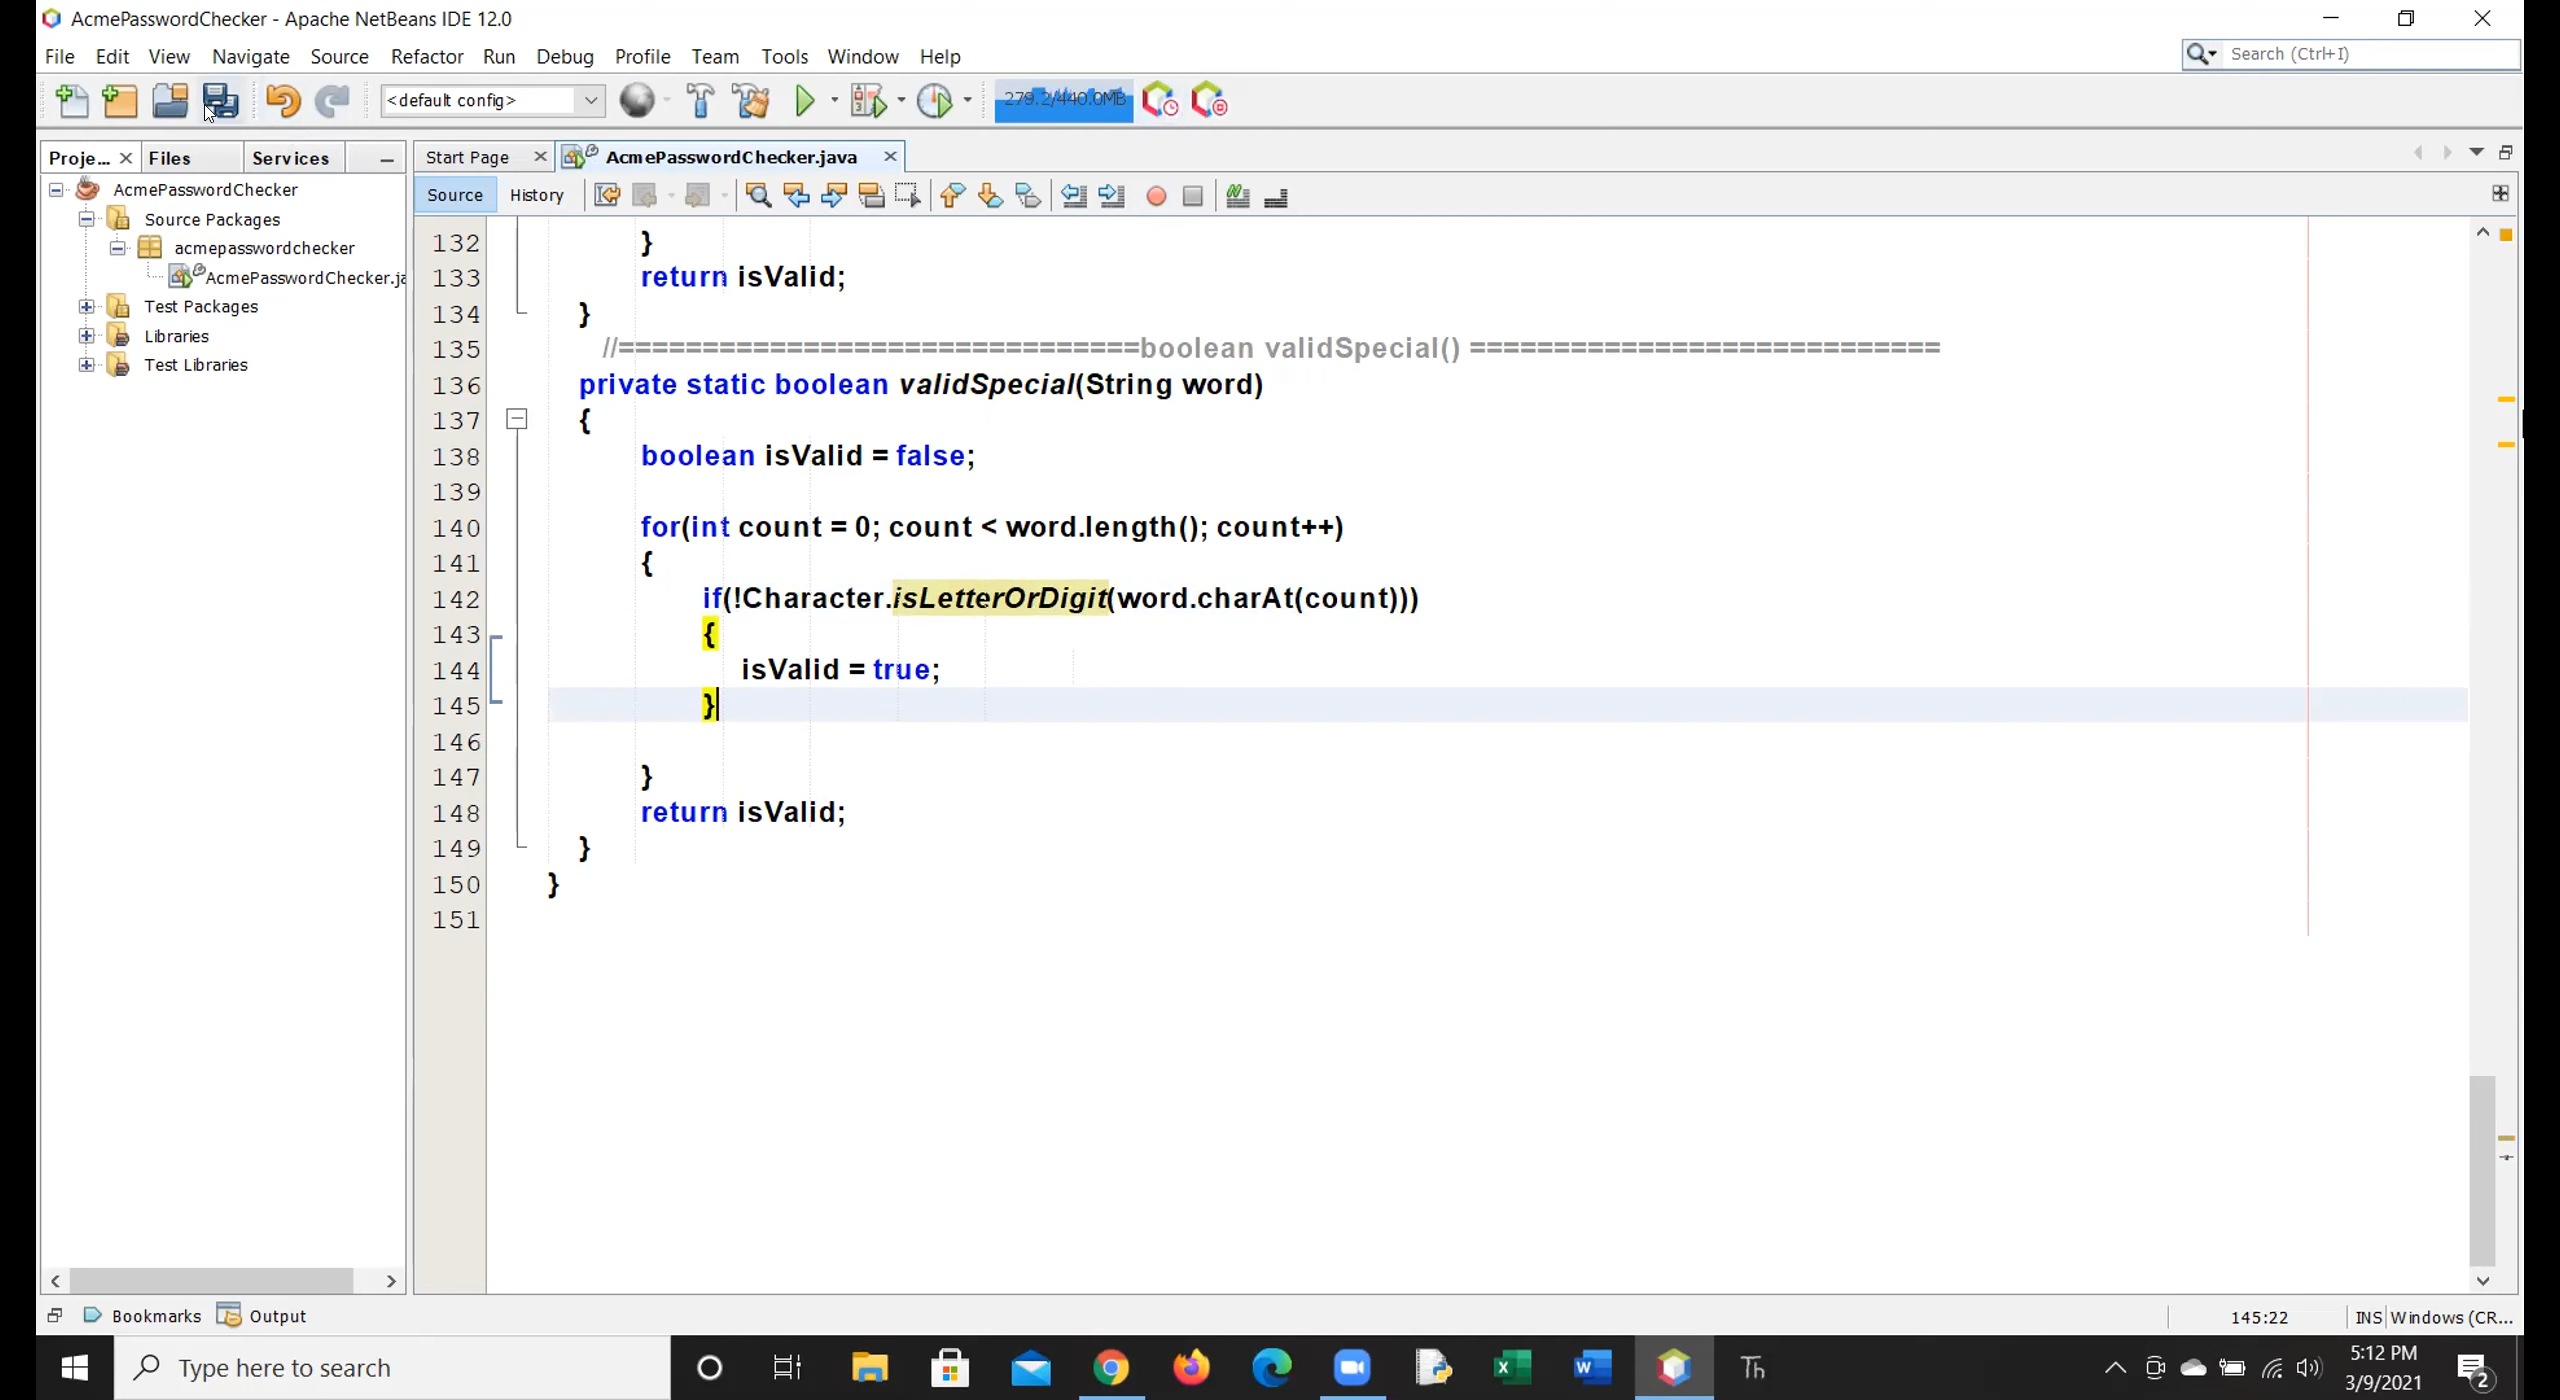 AcmePasswordChecker - Apache NetBeans IDE 12.0
File Edit View Navigate Source Refactor Run Debug Profile Team Tools Window Help
Search (Ctrl+I)
<default config>
279.2/440.0MB
Proje... Files Services
Start Page AcmePasswordChecker.java
Source History
AcmePasswordChecker
Source Packages
acmepasswordchecker
AcmePasswordChecker.ja
Test Packages
Libraries
Test Libraries
132 }
133 return isValid;
134 }
135 //===============================boolean validSpecial() ============================
136 private static boolean validSpecial(String word)
137 {
138 boolean isValid = false;
139
140 for(int count = 0; count < word.length(); count++)
141 {
142 if(!Character.isLetterOrDigit(word.charAt(count)))
143 {
144 isValid = true;
145 }
146
147 }
148 return isValid;
149 }
150 }
151
Bookmarks Output
145:22 INS Windows (CR...
Type here to search
Th
5:12 PM
3/9/2021
2